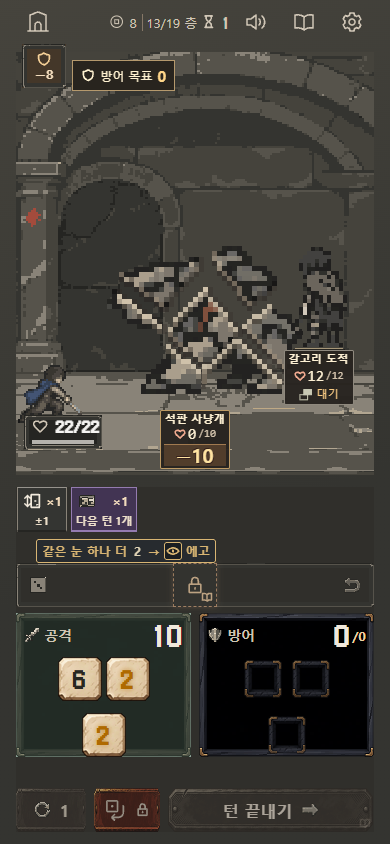 8 13/19 층 1
–8
방어 목표 0
갈고리 도적
12/12
대기
22/22
석판 사냥개
0/10
–10
×1
±1
×1
다음 턴 1개
같은 눈 하나 더 2 → 예고
공격 10
방어 0/0
6 2
2
1
턴 끝내기 ➡